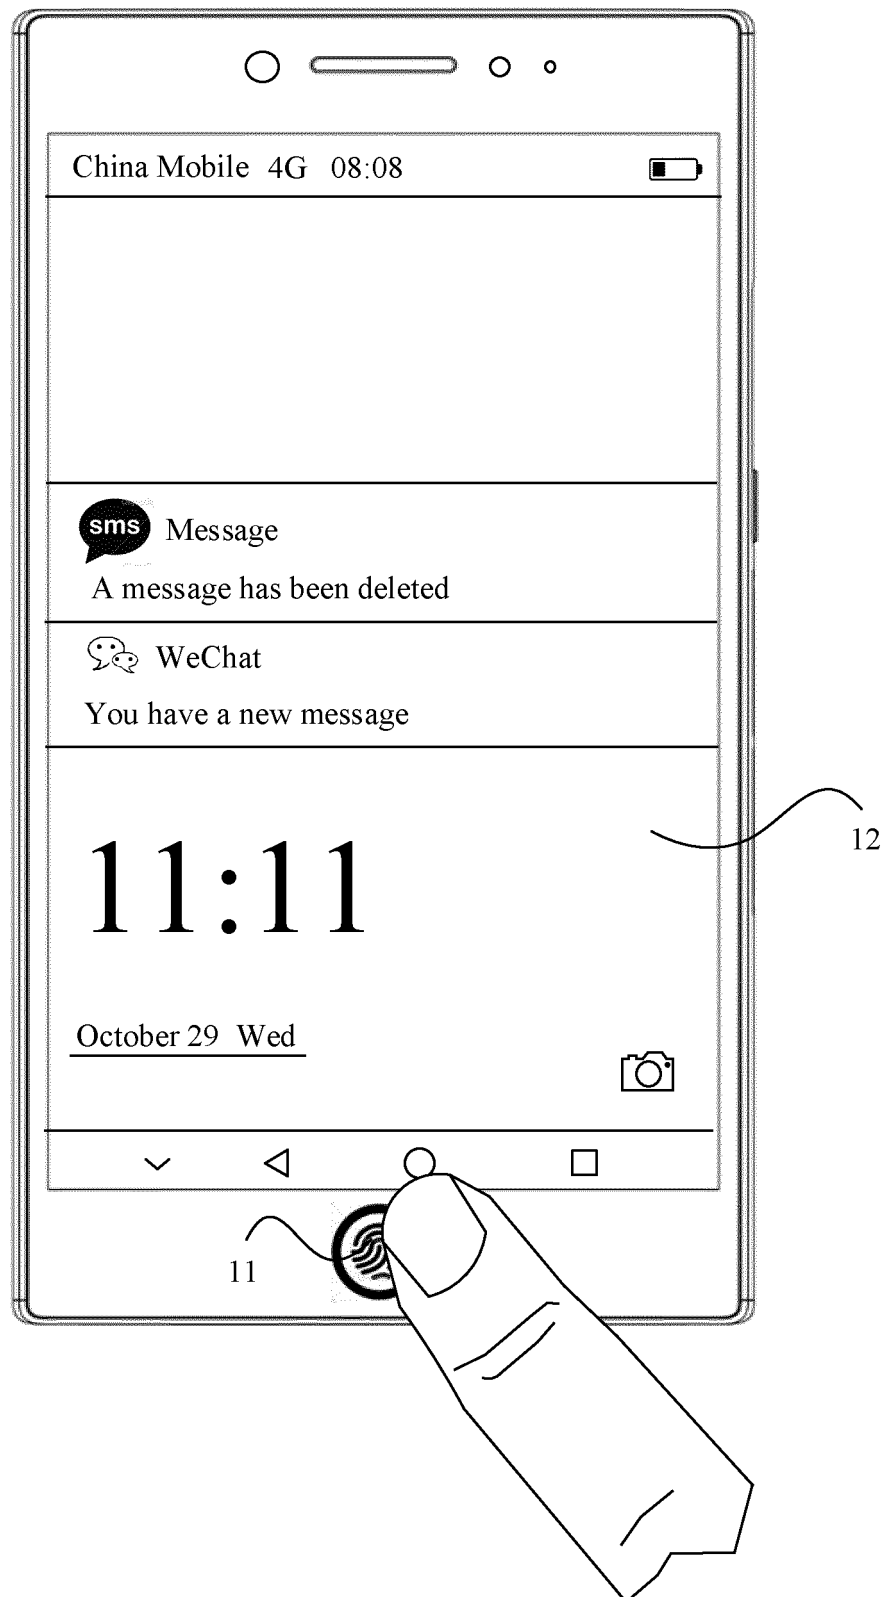 China Mobile 4G 08:08
sms Message
A message has been deleted
WeChat
You have a new message
12
11:11
October 29 Wed
11